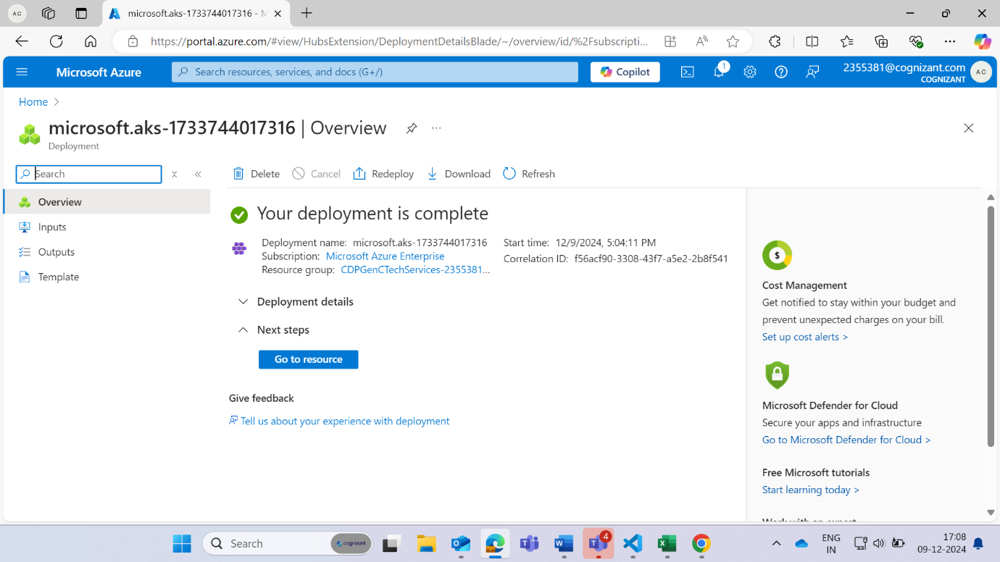 AC
microsoft.aks-1733744017316 - M
https://portal.azure.com/#view/HubsExtension/DeploymentDetailsBlade/~/overview/id/%2Fsubscripti...
Microsoft Azure
Search resources, services, and docs (G+/)
Copilot
1
2355381@cognizant.com
COGNIZANT
AC
Home >
microsoft.aks-1733744017316 | Overview
...
Deployment
Search
Delete
Cancel
Redeploy
Download
Refresh
Overview
Inputs
Outputs
Template
Your deployment is complete
Deployment name: microsoft.aks-1733744017316
Subscription: Microsoft Azure Enterprise
Resource group: CDPGenCTechServices-2355381...
Start time: 12/9/2024, 5:04:11 PM
Correlation ID: f56acf90-3308-43f7-a5e2-2b8f541
Deployment details
Next steps
Go to resource
Give feedback
Tell us about your experience with deployment
$
Cost Management
Get notified to stay within your budget and
prevent unexpected charges on your bill.
Set up cost alerts >
Microsoft Defender for Cloud
Secure your apps and infrastructure
Go to Microsoft Defender for Cloud >
Free Microsoft tutorials
Start learning today >
Work with an expert
Search
cognizant
4
ENG
IN
17:08
09-12-2024